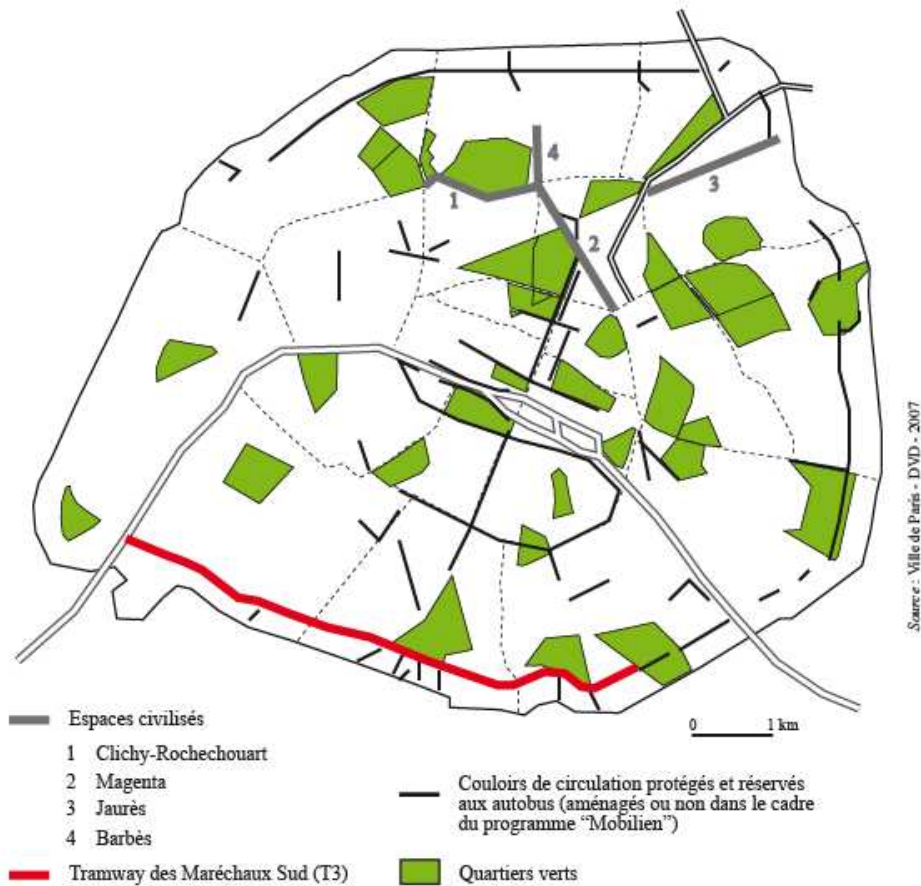 4
1
3
2
Source : Ville de Paris - DVD - 2007
0 1 km
Espaces civilisés
1 Clichy-Rochechouart
2 Magenta
3 Jaurès
4 Barbès
Tramway des Maréchaux Sud (T3)
Couloirs de circulation protégés et réservés
aux autobus (aménagés ou non dans le cadre
du programme “Mobilien”)
Quartiers verts